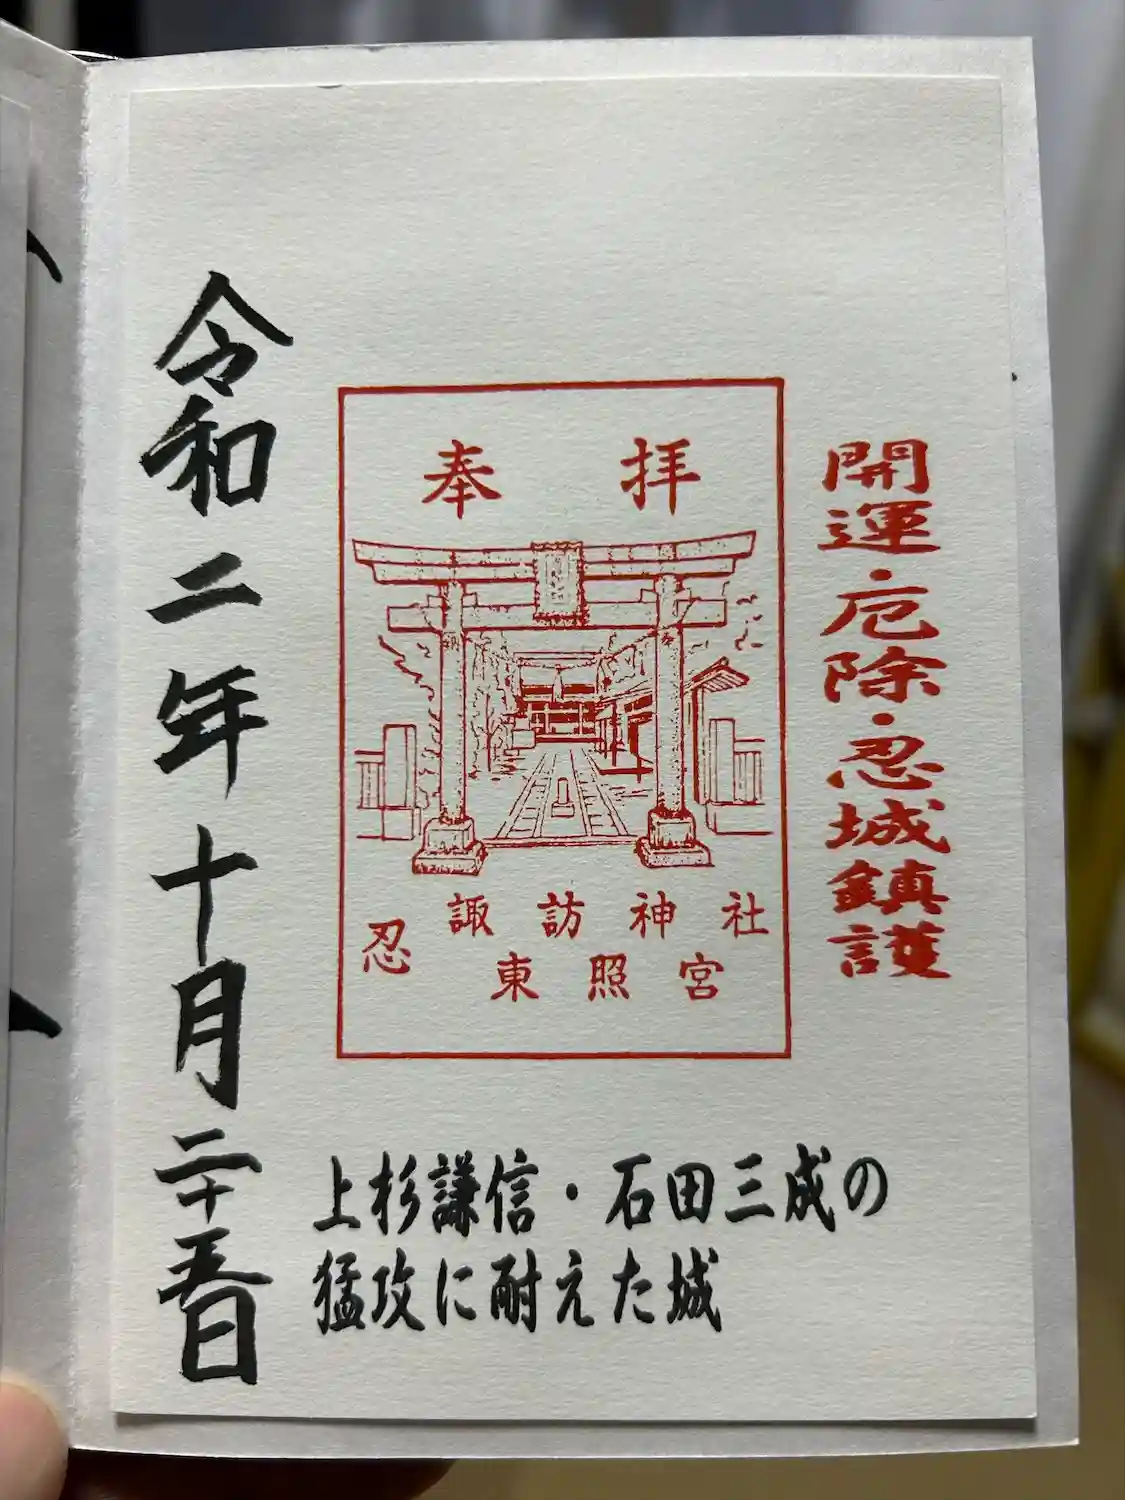 開運・厄除・忍城鎮護
奉拝
忍 諏訪神社
東照宮
上杉謙信・石田三成の
猛攻に耐えた城
令和二年十月二十五日